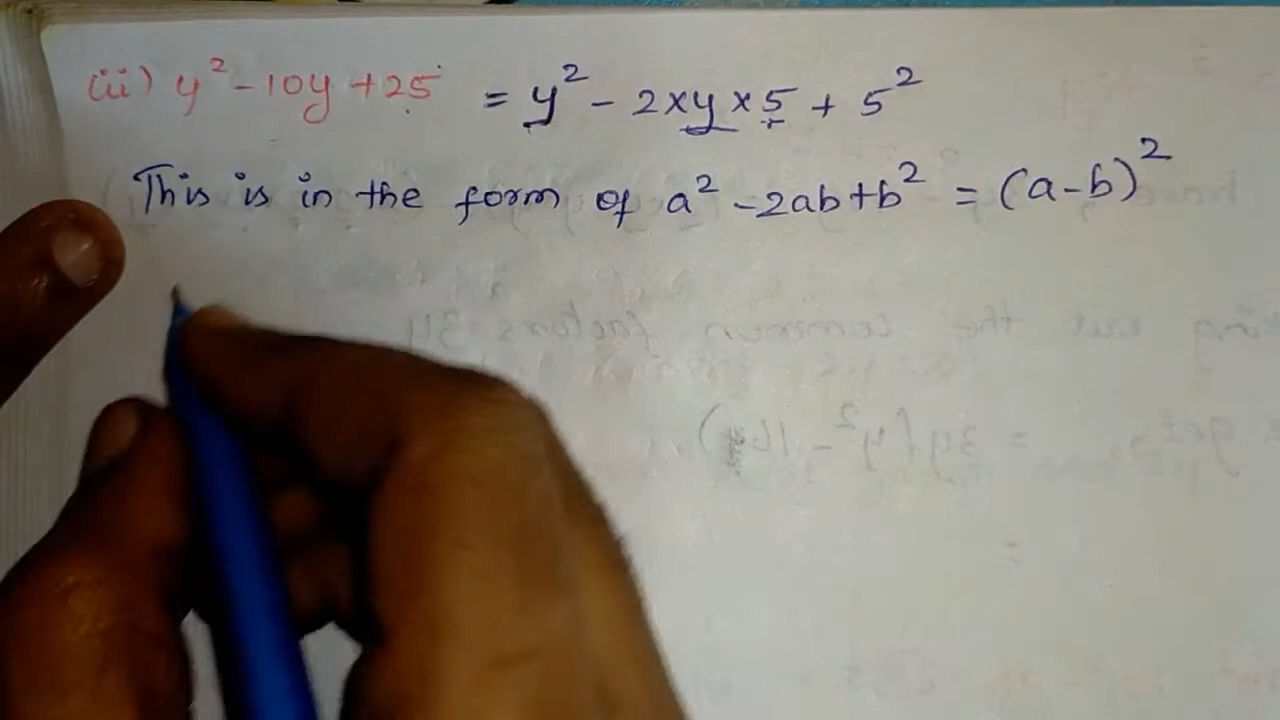 (ii) y² - 10y + 25 = y² - 2×y×5 + 5²
This is in the form of a² - 2ab + b² = (a-b)²